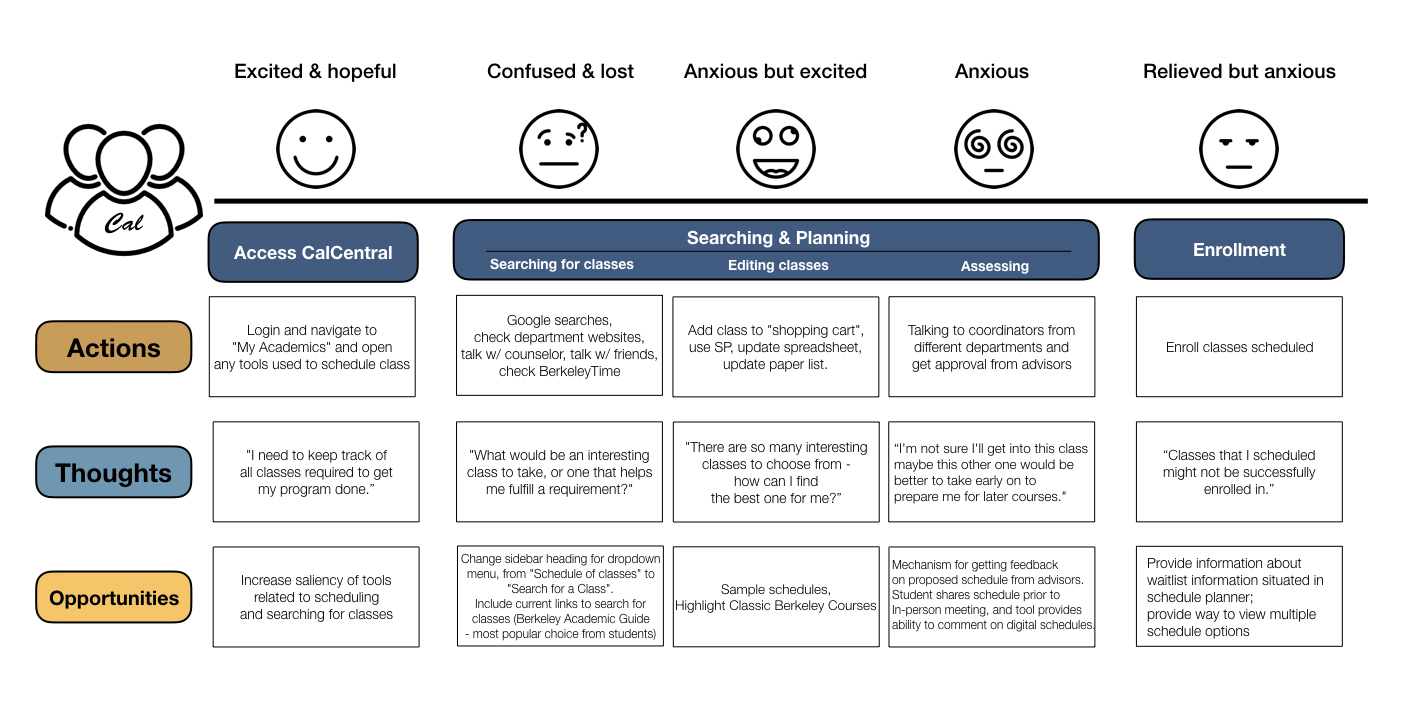 Excited & hopeful
Confused & lost
Anxious but excited
Anxious
Relieved but anxious
?
Cal
Access CalCentral
Searching & Planning
Searching for classes
Editing classes
Assessing
Enrollment
Actions
Login and navigate to
"My Academics" and open
any tools used to schedule class
Google searches,
check department websites,
talk w/ counselor, talk w/ friends,
check BerkeleyTime
Add class to "shopping cart",
use SP, update spreadsheet,
update paper list.
Talking to coordinators from
different departments and
get approval from advisors
Enroll classes scheduled
Thoughts
"I need to keep track of
all classes required to get
my program done.”
"What would be an interesting
class to take, or one that helps
me fulfill a requirement?"
"There are so many interesting
classes to choose from -
how can I find
the best one for me?”
“I'm not sure I'll get into this class
maybe this other one would be
better to take early on to
prepare me for later courses."
“Classes that I scheduled
might not be successfully
enrolled in.”
Opportunities
Increase saliency of tools
related to scheduling
and searching for classes
Change sidebar heading for dropdown
menu, from "Schedule of classes" to
"Search for a Class".
Include current links to search for
classes (Berkeley Academic Guide
- most popular choice from students)
Sample schedules,
Highlight Classic Berkeley Courses
Mechanism for getting feedback
on proposed schedule from advisors.
Student shares schedule prior to
In-person meeting, and tool provides
ability to comment on digital schedules.
Provide information about
waitlist information situated in
schedule planner;
provide way to view multiple
schedule options